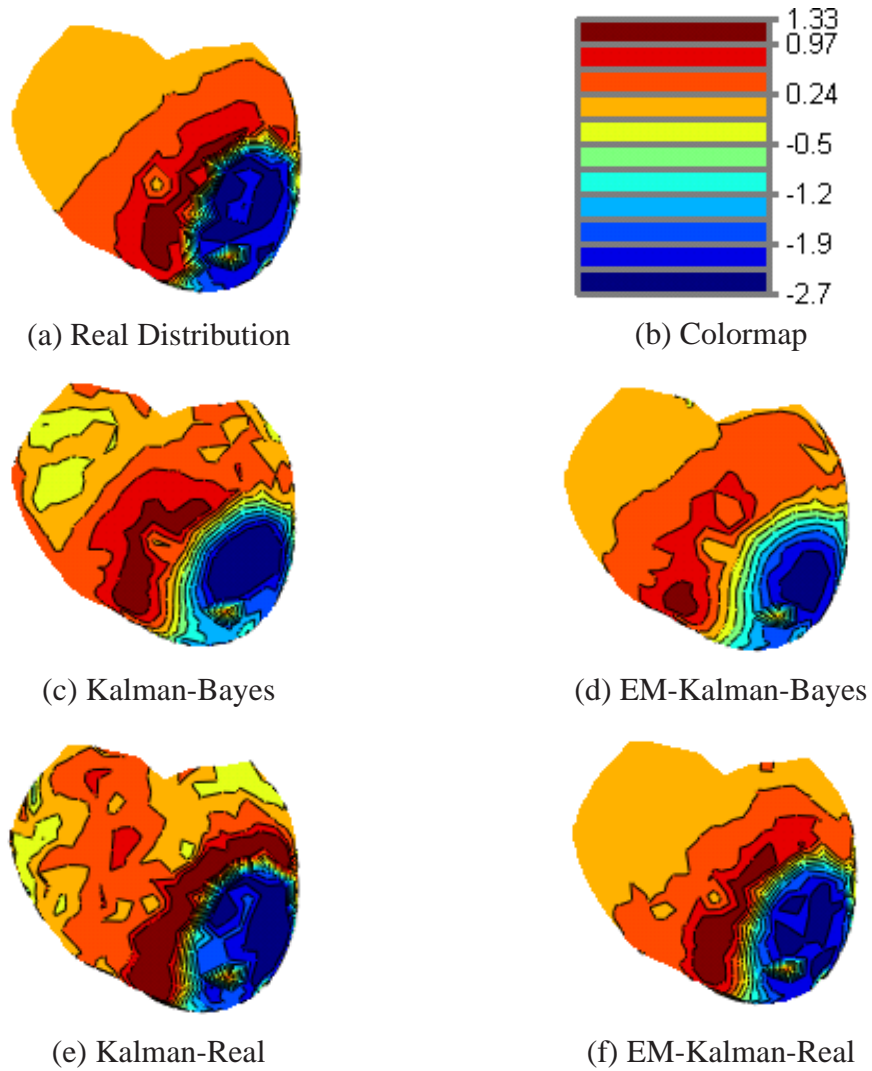 1.33
0.97
0.24
-0.5
-1.2
-1.9
-2.7
(a) Real Distribution
(b) Colormap
(c) Kalman-Bayes
(d) EM-Kalman-Bayes
(e) Kalman-Real
(f) EM-Kalman-Real